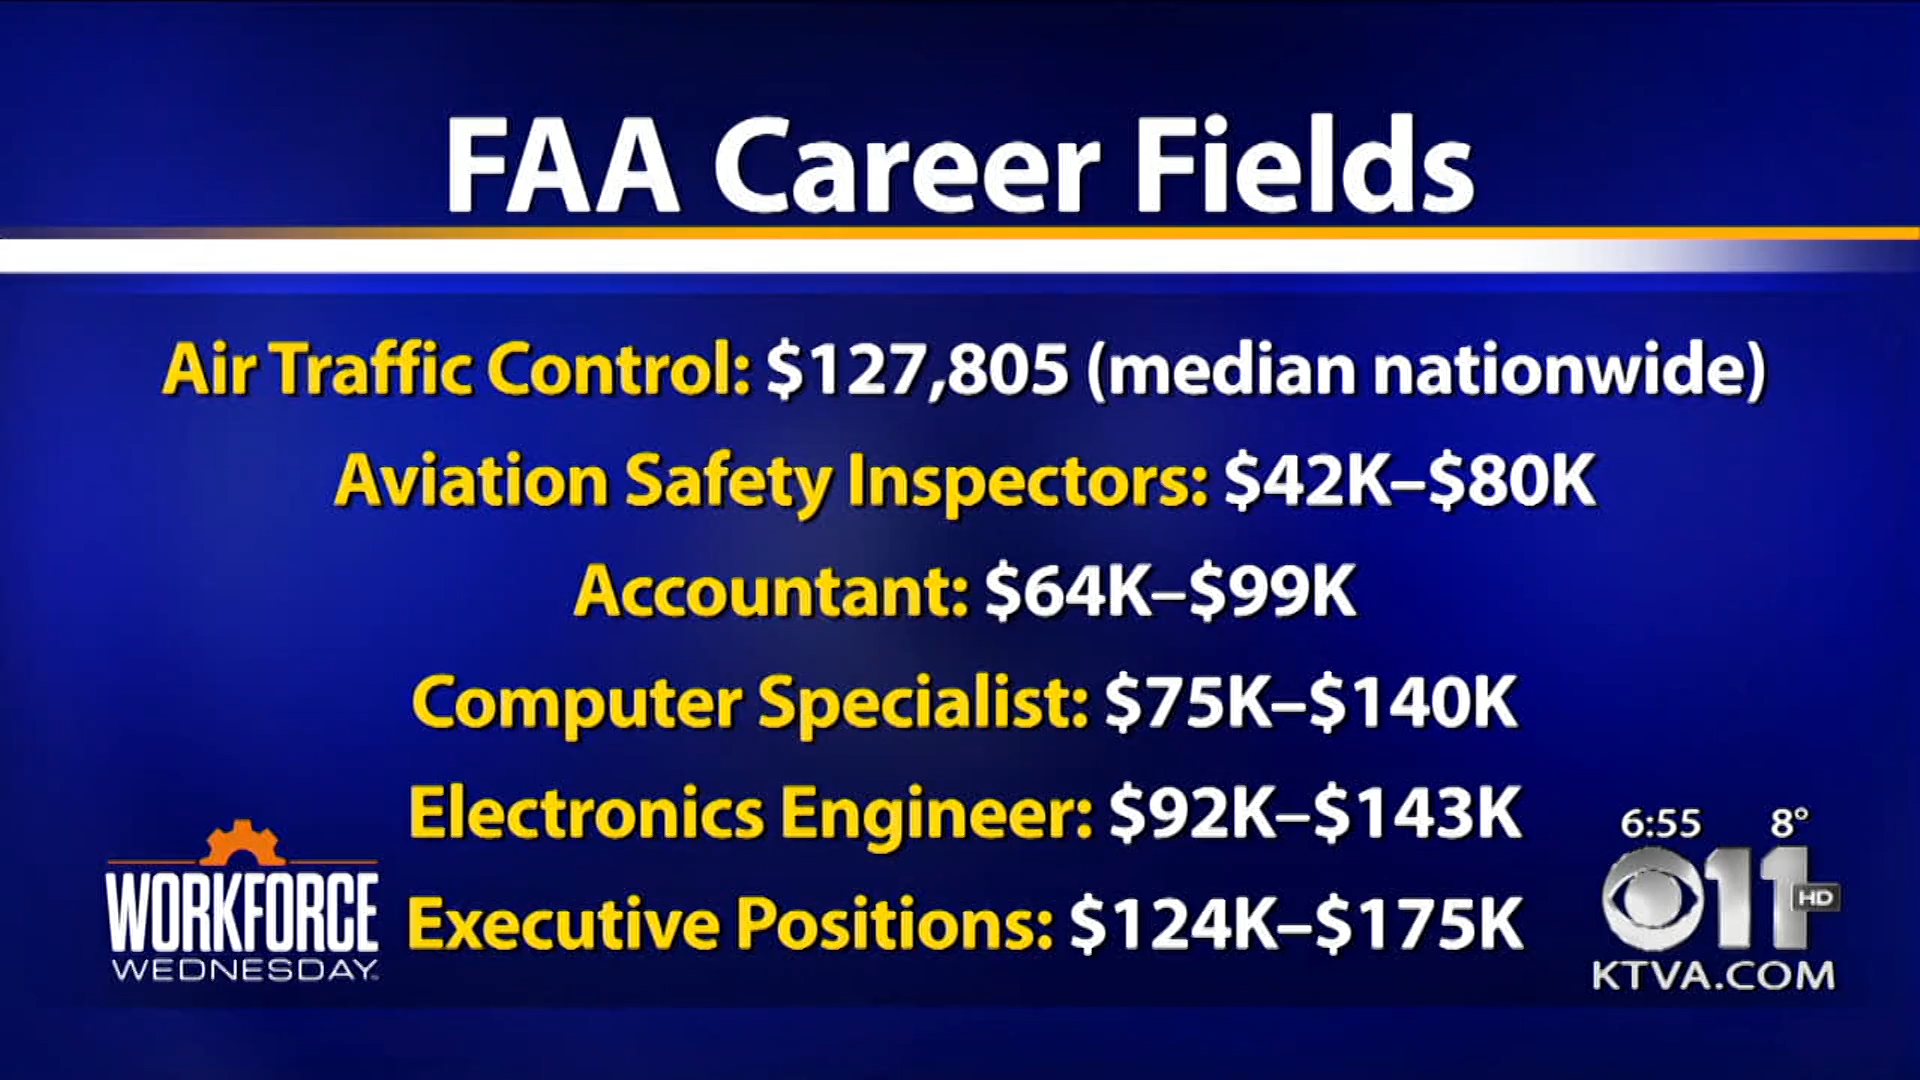 FAA Career Fields
Air Traffic Control: $127,805 (median nationwide)
Aviation Safety Inspectors: $42K–$80K
Accountant: $64K–$99K
Computer Specialist: $75K–$140K
Electronics Engineer: $92K–$143K
Executive Positions: $124K–$175K
WORKFORCE
WEDNESDAY
6:55 8°
11 HD
KTVA.COM